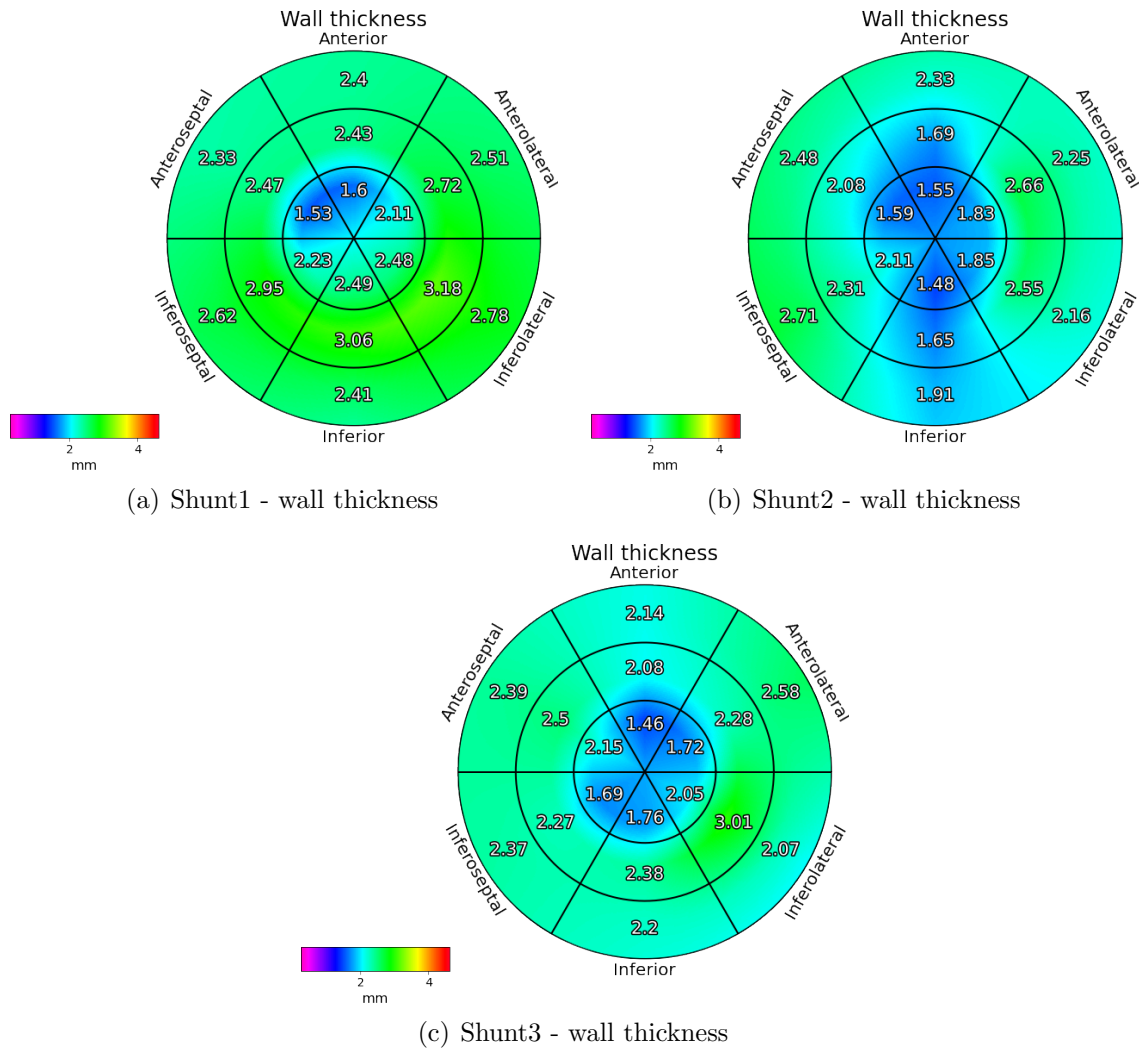 Wall thickness
Anterior
2.4
2.43
2.51
2.33
2.47
2.72
1.6
1.53
2.11
2.23
2.48
2.49
2.95
3.18
2.62
2.78
3.06
2.41
Anteroseptal
Anterolateral
Inferoseptal
Inferolateral
Inferior
2 4
mm
(a) Shunt1 - wall thickness
Wall thickness
Anterior
2.33
1.69
2.25
2.48
2.08
2.66
1.55
1.59
1.83
2.11
1.85
1.48
2.31
2.55
2.71
2.16
1.65
1.91
Anteroseptal
Anterolateral
Inferoseptal
Inferolateral
Inferior
2 4
mm
(b) Shunt2 - wall thickness
Wall thickness
Anterior
2.14
2.08
2.58
2.39
2.5
2.28
1.46
2.15
1.72
1.69
2.05
1.76
2.27
3.01
2.37
2.07
2.38
2.2
Anteroseptal
Anterolateral
Inferoseptal
Inferolateral
Inferior
2 4
mm
(c) Shunt3 - wall thickness